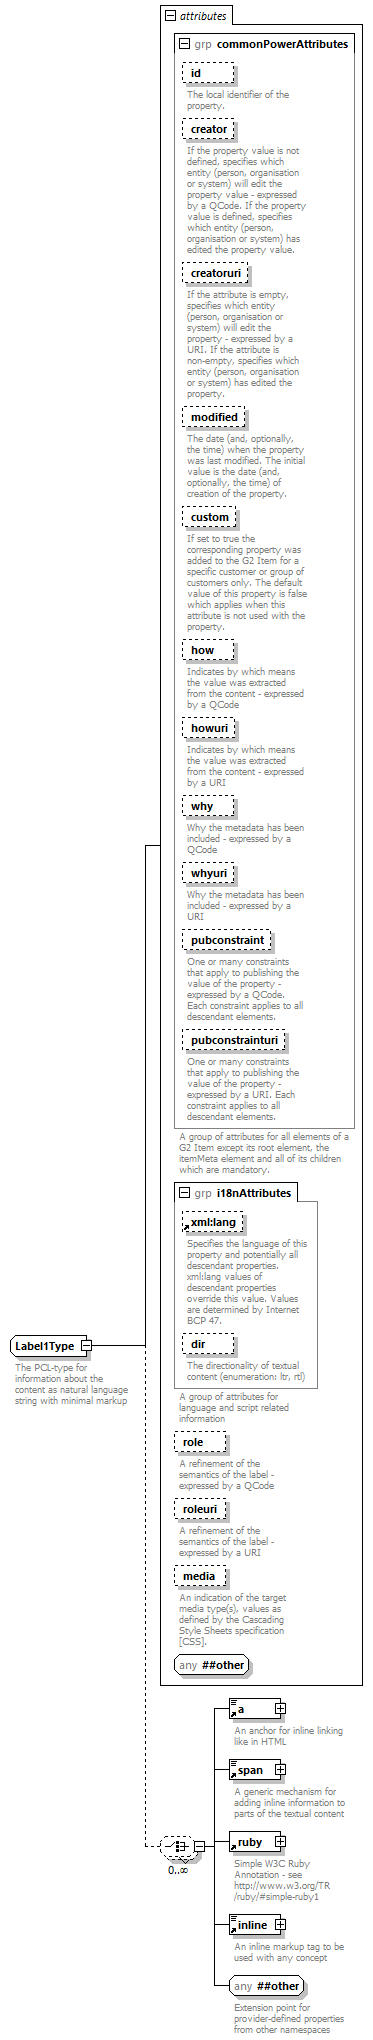 attributes
grp commonPowerAttributes
id
The local identifier of the
property.
creator
If the property value is not
defined, specifies which
entity (person, organisation
or system) will edit the
property value - expressed
by a QCode. If the property
value is defined, specifies
which entity (person,
organisation or system) has
edited the property value.
creatoruri
If the attribute is empty,
specifies which entity
(person, organisation or
system) will edit the
property - expressed by a
URI. If the attribute is
non-empty, specifies which
entity (person, organisation
or system) has edited the
property.
modified
The date (and, optionally,
the time) when the property
was last modified. The initial
value is the date (and,
optionally, the time) of
creation of the property.
custom
If set to true the
corresponding property was
added to the G2 Item for a
specific customer or group of
customers only. The default
value of this property is false
which applies when this
attribute is not used with the
property.
how
Indicates by which means
the value was extracted
from the content - expressed
by a QCode
howuri
Indicates by which means
the value was extracted
from the content - expressed
by a URI
why
Why the metadata has been
included - expressed by a
QCode
whyuri
Why the metadata has been
included - expressed by a
URI
pubconstraint
One or many constraints
that apply to publishing the
value of the property -
expressed by a QCode.
Each constraint applies to all
descendant elements.
pubconstrainturi
One or many constraints
that apply to publishing the
value of the property -
expressed by a URI. Each
constraint applies to all
descendant elements.
A group of attributes for all elements of a
G2 Item except its root element, the
itemMeta element and all of its children
which are mandatory.
grp i18nAttributes
xml:lang
Specifies the language of this
property and potentially all
descendant properties.
xml:lang values of
descendant properties
override this value. Values
are determined by Internet
BCP 47.
dir
The directionality of textual
content (enumeration: ltr, rtl)
A group of attributes for
language and script related
information
Label1Type
The PCL-type for
information about the
content as natural language
string with minimal markup
role
A refinement of the
semantics of the label -
expressed by a QCode
roleuri
A refinement of the
semantics of the label -
expressed by a URI
media
An indication of the target
media type(s), values as
defined by the Cascading
Style Sheets specification
[CSS].
any ##other
a
An anchor for inline linking
like in HTML
span
A generic mechanism for
adding inline information to
parts of the textual content
ruby
Simple W3C Ruby
Annotation - see
http://www.w3.org/TR
/ruby/#simple-ruby1
0..∞
inline
An inline markup tag to be
used with any concept
any ##other
Extension point for
provider-defined properties
from other namespaces